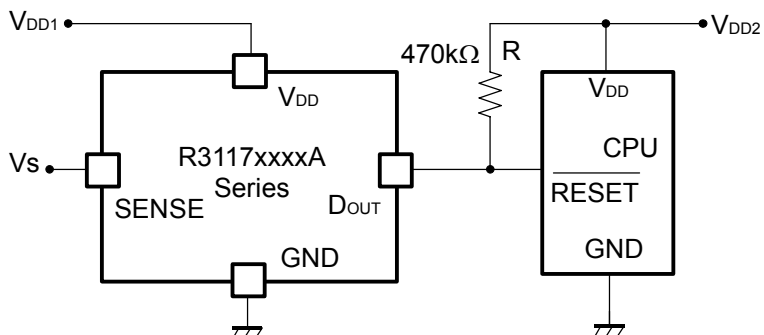 VDD1
470kΩ
R
VDD2
VDD
VDD
R3117xxxxA
Series
CPU
Vs
SENSE
DOUT
RESET
GND
GND